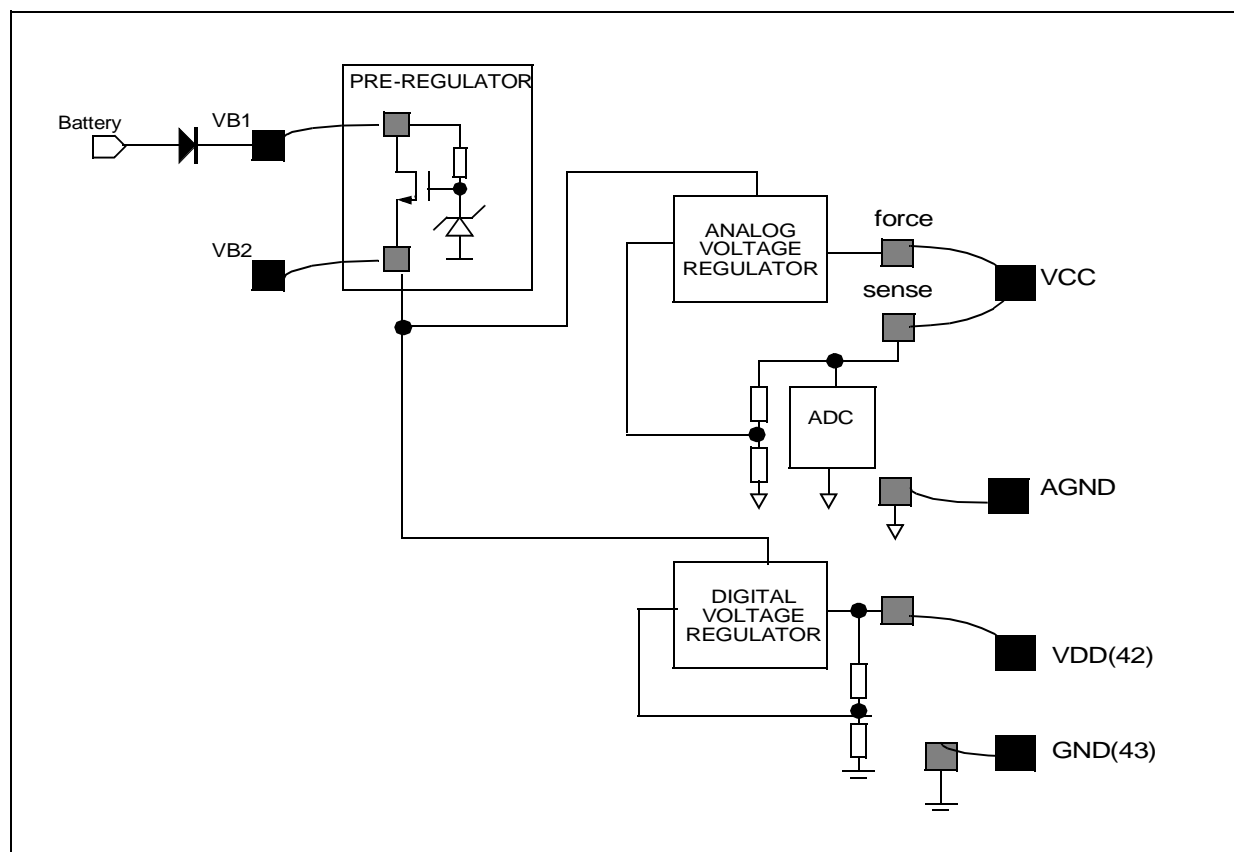 PRE-REGULATOR
Battery
VB1
VB2
ANALOG
VOLTAGE
REGULATOR
force
sense
VCC
ADC
AGND
DIGITAL
VOLTAGE
REGULATOR
VDD(42)
GND(43)